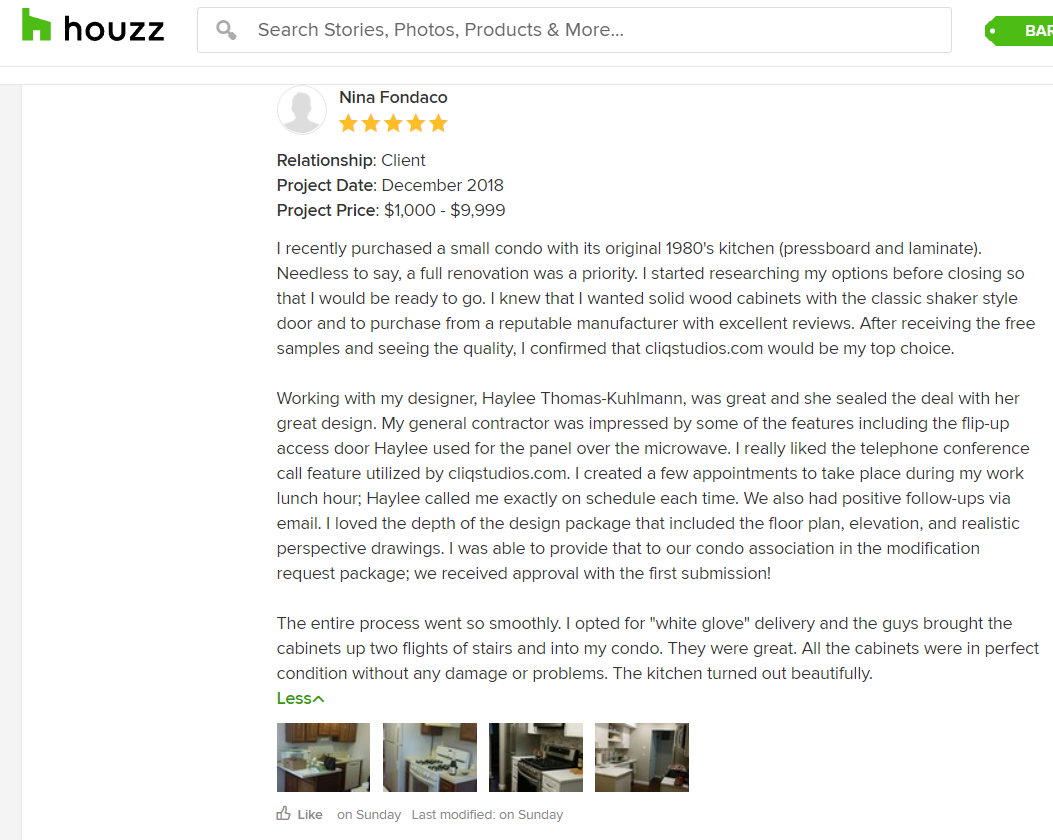 houzz
Search Stories, Photos, Products & More...
Nina Fondaco
Relationship: Client
Project Date: December 2018
Project Price: $1,000 - $9,999
I recently purchased a small condo with its original 1980's kitchen (pressboard and laminate).
Needless to say, a full renovation was a priority. I started researching my options before closing so
that I would be ready to go. I knew that I wanted solid wood cabinets with the classic shaker style
door and to purchase from a reputable manufacturer with excellent reviews. After receiving the free
samples and seeing the quality, I confirmed that cliqstudios.com would be my top choice.
Working with my designer, Haylee Thomas-Kuhlmann, was great and she sealed the deal with her
great design. My general contractor was impressed by some of the features including the flip-up
access door Haylee used for the panel over the microwave. I really liked the telephone conference
call feature utilized by cliqstudios.com. I created a few appointments to take place during my work
lunch hour; Haylee called me exactly on schedule each time. We also had positive follow-ups via
email. I loved the depth of the design package that included the floor plan, elevation, and realistic
perspective drawings. I was able to provide that to our condo association in the modification
request package; we received approval with the first submission!
The entire process went so smoothly. I opted for "white glove" delivery and the guys brought the
cabinets up two flights of stairs and into my condo. They were great. All the cabinets were in perfect
condition without any damage or problems. The kitchen turned out beautifully.
Less
Like on Sunday Last modified: on Sunday